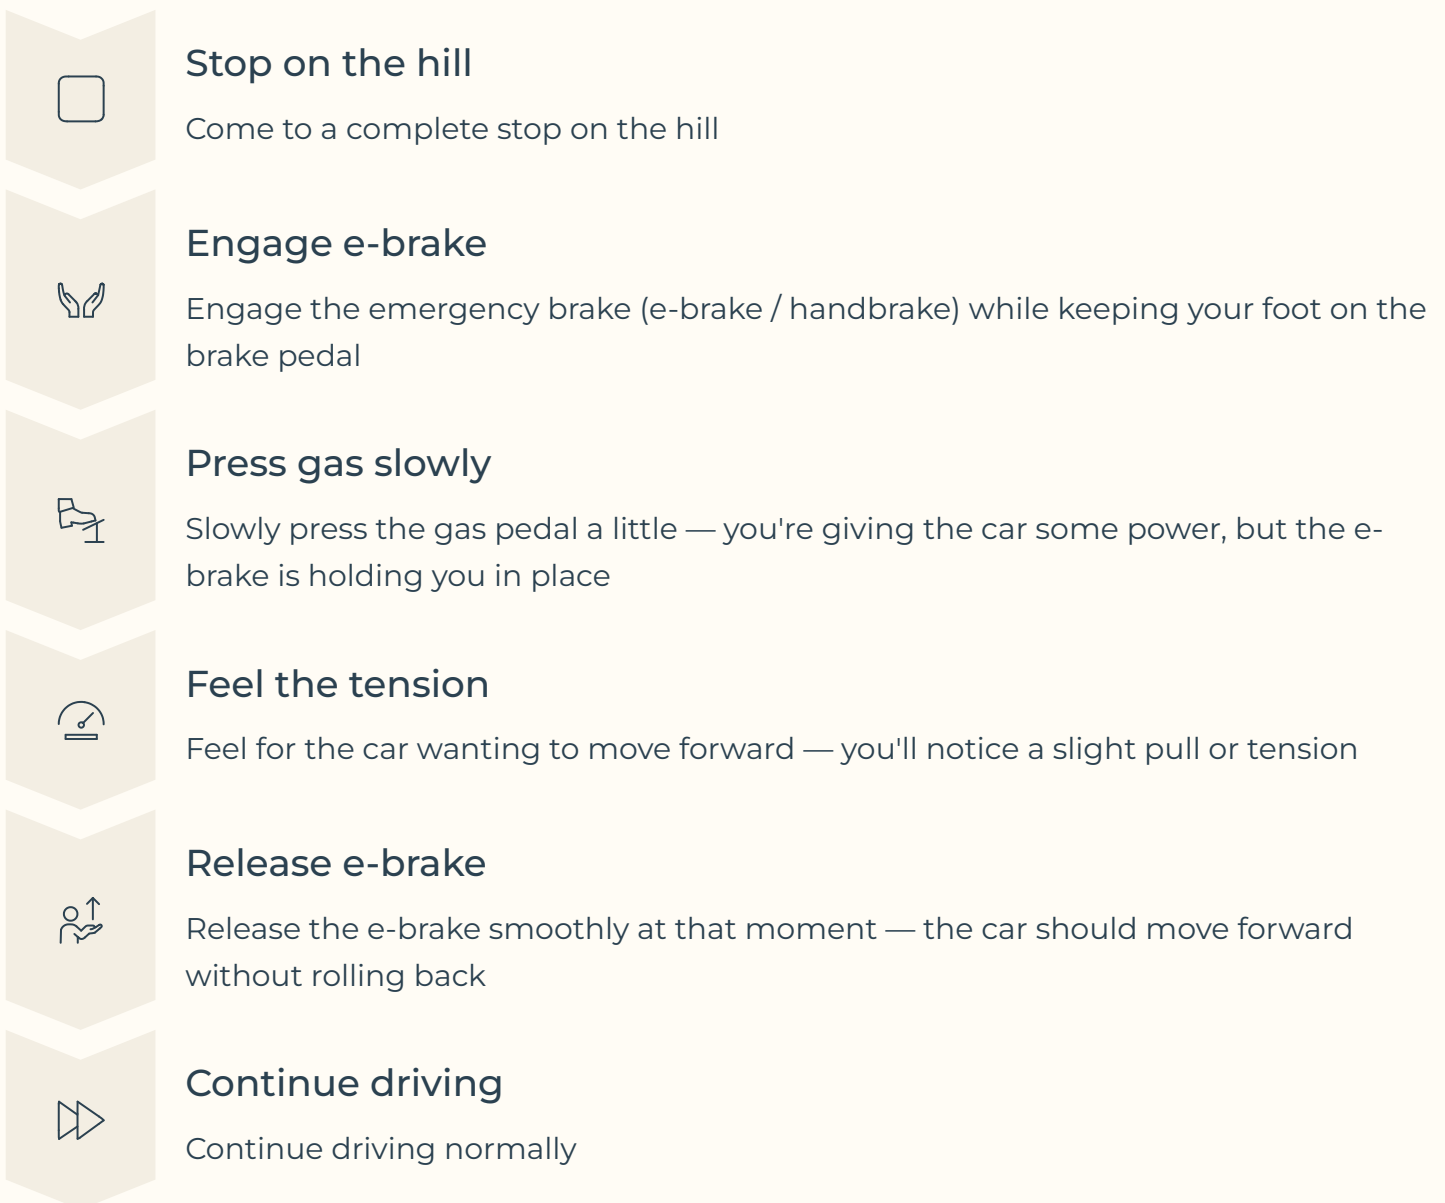 Stop on the hill
Come to a complete stop on the hill
Engage e-brake
Engage the emergency brake (e-brake / handbrake) while keeping your foot on the
brake pedal
Press gas slowly
Slowly press the gas pedal a little — you're giving the car some power, but the e-
brake is holding you in place
Feel the tension
Feel for the car wanting to move forward — you'll notice a slight pull or tension
Release e-brake
Release the e-brake smoothly at that moment — the car should move forward
without rolling back
Continue driving
Continue driving normally